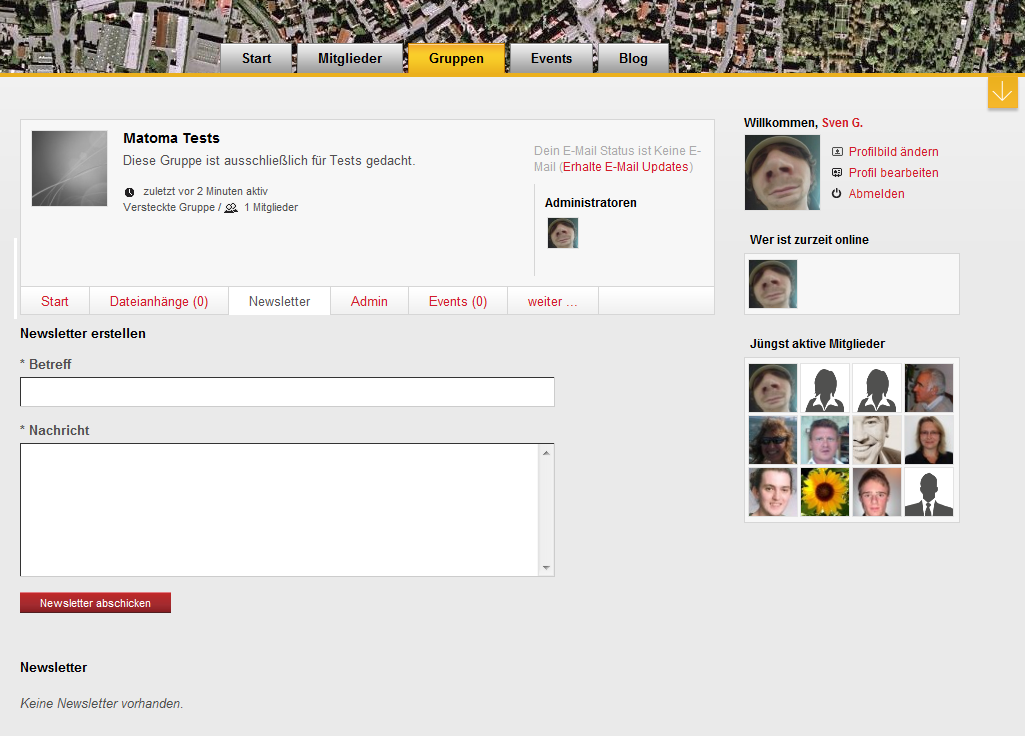 Start Mitglieder Gruppen Events Blog
Matoma Tests
Diese Gruppe ist ausschließlich für Tests gedacht.
zuletzt vor 2 Minuten aktiv
Versteckte Gruppe / 1 Mitglieder
Dein E-Mail Status ist Keine E-
Mail (Erhalte E-Mail Updates)
Administratoren
Start Dateianhänge (0) Newsletter Admin Events (0) weiter ...
Newsletter erstellen
* Betreff
* Nachricht
Newsletter abschicken
Newsletter
Keine Newsletter vorhanden.
Willkommen, Sven G.
Profilbild ändern
Profil bearbeiten
Abmelden
Wer ist zurzeit online
Jüngst aktive Mitglieder